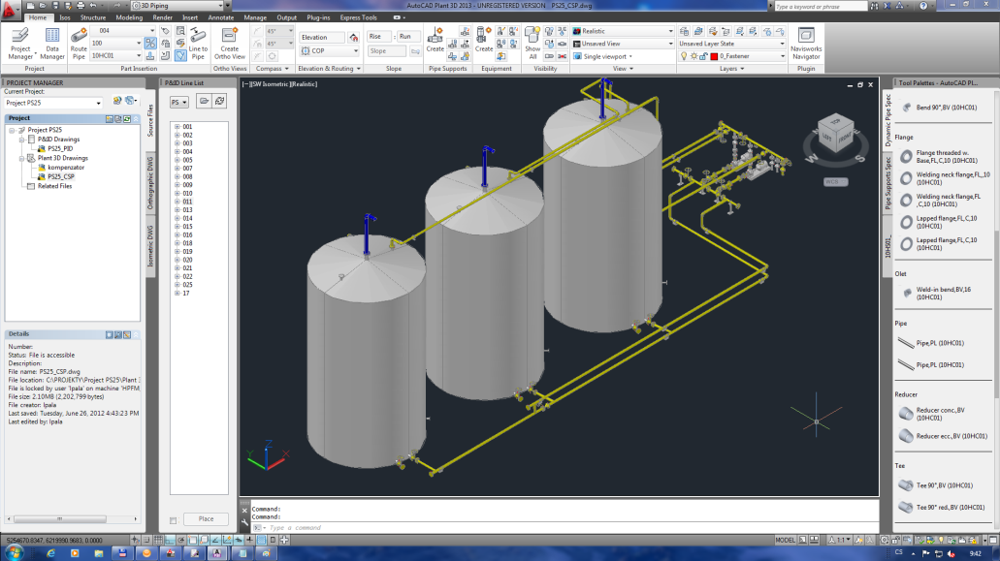 3D Piping
AutoCAD Plant 3D 2013 - UNREGISTERED VERSION PS25_CSP.dwg
Type a keyword or phrase
Home Isos Structure Modeling Render Insert Annotate Manage Output Plug-ins Express Tools
Project Manager
Data Manager
Route Pipe
004
100
10HC01
Line to Pipe
Create Ortho View
45°
45°
COP
Elevation
Rise
Run
Slope
Create
Create
Show All
Realistic
Unsaved View
Single viewport
Unsaved Layer State
0_Fastener
Navisworks Navigator
Project Part Insertion Ortho Views Compass Elevation & Routing Slope Pipe Supports Equipment Visibility View Layers Plugin
PROJECT MANAGER
Current Project:
Project PS25
Project
Project PS25
P&ID Drawings
PS25_PID
Plant 3D Drawings
kompenzator
PS25_CSP
Related Files
Source Files
Orthographic DWG
Isometric DWG
Details
Number:
Status: File is accessible
Description:
File name: PS25_CSP.dwg
File location: C:\PROJEKTY\Project PS25\Plant
File is locked by user 'lpala' on machine 'HPFM
File size: 2.10MB (2,202,799 bytes)
File creator: lpala
Last saved: Tuesday, June 26, 2012 4:43:23 PM
Last edited by: lpala
P&ID Line List
PS
001
002
003
004
005
007
008
009
010
011
013
014
015
016
018
019
020
021
022
025
17
Place
[−][SW Isometric][Realistic]
W
S
WCS
Y
Z
X
Command:
Command:
Type a command
Tool Palettes - AutoCAD Pl...
Dynamic Pipe Spec
Pipe Supports Spec
Bend 90°,BV (10HC01)
Flange
Flange threaded w. Base,FL,C,10 (10HC01)
Welding neck flange,FL,,10 (10HC01)
Welding neck flange,FL ,C,10 (10HC01)
Lapped flange,FL,C,10 (10HC01)
Lapped flange,FL,C,10 (10HC01)
Olet
Weld-in bend,BV,16 (10HC01)
Pipe
Pipe,PL (10HC01)
Pipe,PL (10HC01)
Reducer
Reducer conc.,BV (10HC01)
Reducer ecc.,BV (10HC01)
Tee
Tee 90°,BV (10HC01)
Tee 90° red.,BV (10HC01)
MODEL
1:1
CS
9:42